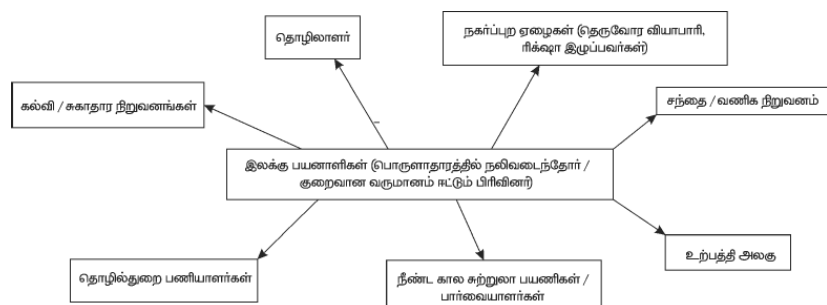 தொழிலாளர்
நகர்ப்புற ஏழைகள் (தெருவோர வியாபாரி,
ரிக்ஷா இழுப்பவர்கள்)
கல்வி / சுகாதார நிறுவனங்கள்
சந்தை / வணிக நிறுவனம்
இலக்கு பயனாளிகள் (பொருளாதாரத்தில் நலிவடைந்தோர் /
குறைவான வருமானம் ஈட்டும் பிரிவினர்)
உற்பத்தி அலகு
தொழில்துறை பணியாளர்கள்
நீண்ட கால சுற்றுலா பயணிகள் /
பார்வையாளர்கள்